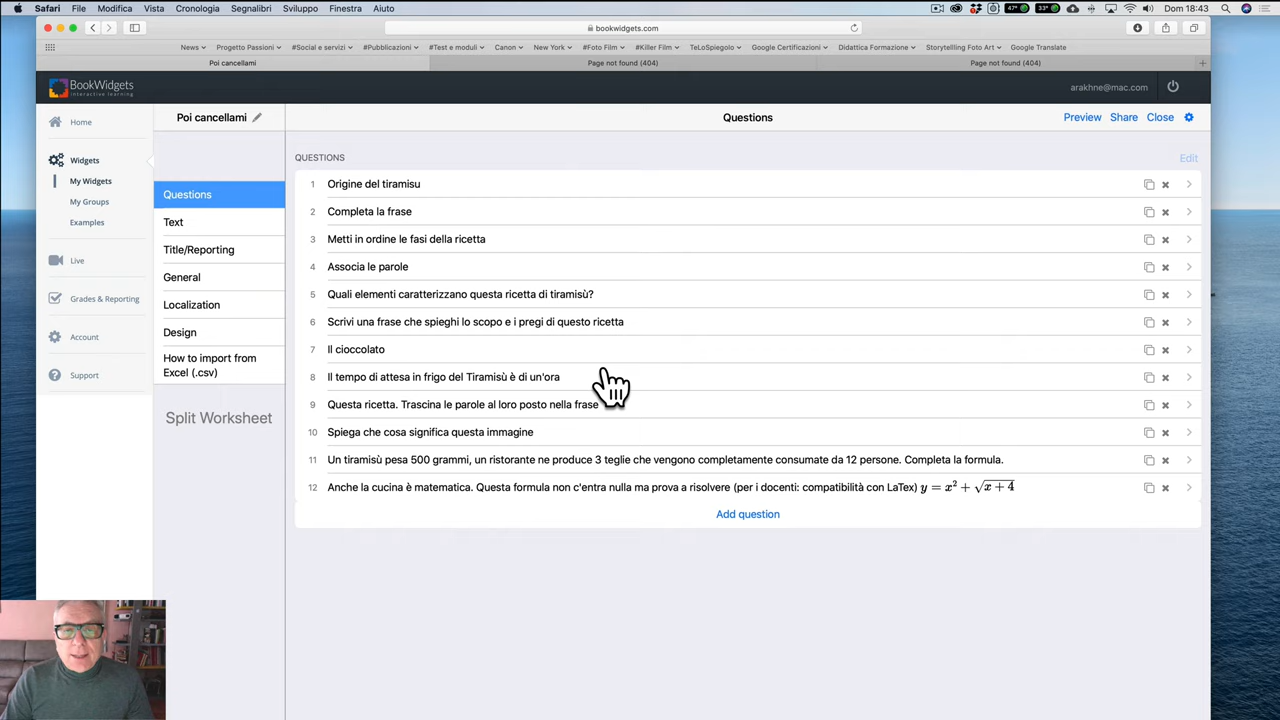 Safari File Modifica Vista Cronologia Segnalibri Sviluppo Finestra Aiuto 47° 33° Dom 18:43
bookwidgets.com
News #Progetto Passioni #Social e servizi #Pubblicazioni #Test e moduli Canon New York #Foto Film #Killer Film TeLoSpiegolo Google Certificazioni Didattica Formazione Storytelling Foto Art Google Translate
Poi cancellami Page not found (404) Page not found (404)
BookWidgets
interactive learning
arakhne@mac.com
Home
Widgets
My Widgets
My Groups
Examples
Live
Grades & Reporting
Account
Support
Poi cancellami
Questions
Text
Title/Reporting
General
Localization
Design
How to import from
Excel (.csv)
Split Worksheet
Questions
Preview Share Close
QUESTIONS Edit
1 Origine del tiramisu
2 Completa la frase
3 Metti in ordine le fasi della ricetta
4 Associa le parole
5 Quali elementi caratterizzano questa ricetta di tiramisù?
6 Scrivi una frase che spieghi lo scopo e i pregi di questo ricetta
7 Il cioccolato
8 Il tempo di attesa in frigo del Tiramisù è di un'ora
9 Questa ricetta. Trascina le parole al loro posto nella frase
10 Spiega che cosa significa questa immagine
11 Un tiramisù pesa 500 grammi, un ristorante ne produce 3 teglie che vengono completamente consumate da 12 persone. Completa la formula.
12 Anche la cucina è matematica. Questa formula non c'entra nulla ma prova a risolvere (per i docenti: compatibilità con LaTex) y = x² + √(x + 4)
Add question